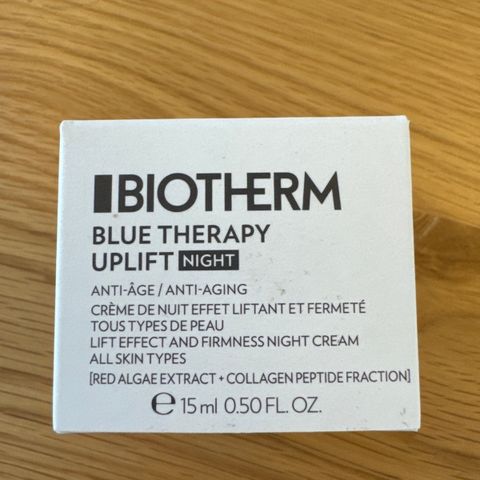 BIOTHERM
BLUE THERAPY
UPLIFT NIGHT
ANTI-ÂGE / ANTI-AGING
CRÈME DE NUIT EFFET LIFTANT ET FERMETÉ
TOUS TYPES DE PEAU
LIFT EFFECT AND FIRMNESS NIGHT CREAM
ALL SKIN TYPES
[RED ALGAE EXTRACT + COLLAGEN PEPTIDE FRACTION]
℮ 15 ml 0.50 FL. OZ.